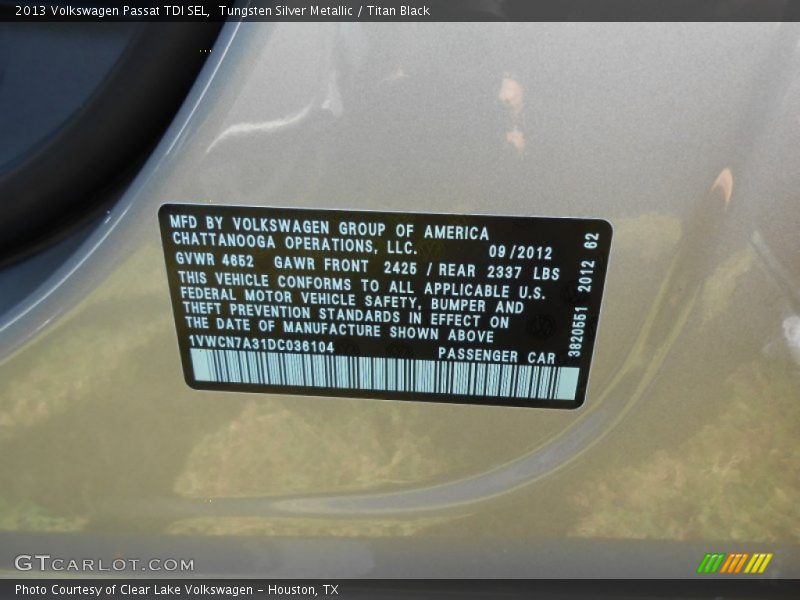 2013 Volkswagen Passat TDI SEL,  Tungsten Silver Metallic / Titan Black
MFD BY VOLKSWAGEN GROUP OF AMERICA
CHATTANOOGA OPERATIONS, LLC.   09/2012
GVWR 4652   GAWR FRONT  2425 / REAR 2337 LBS
THIS VEHICLE CONFORMS TO ALL APPLICABLE U.S.
FEDERAL MOTOR VEHICLE SAFETY, BUMPER AND
THEFT PREVENTION STANDARDS IN EFFECT ON
THE DATE OF MANUFACTURE SHOWN ABOVE
1VWCN7A31DC036104   PASSENGER CAR
3820551  2012 62
GTCARLOT.COM
Photo Courtesy of Clear Lake Volkswagen – Houston, TX